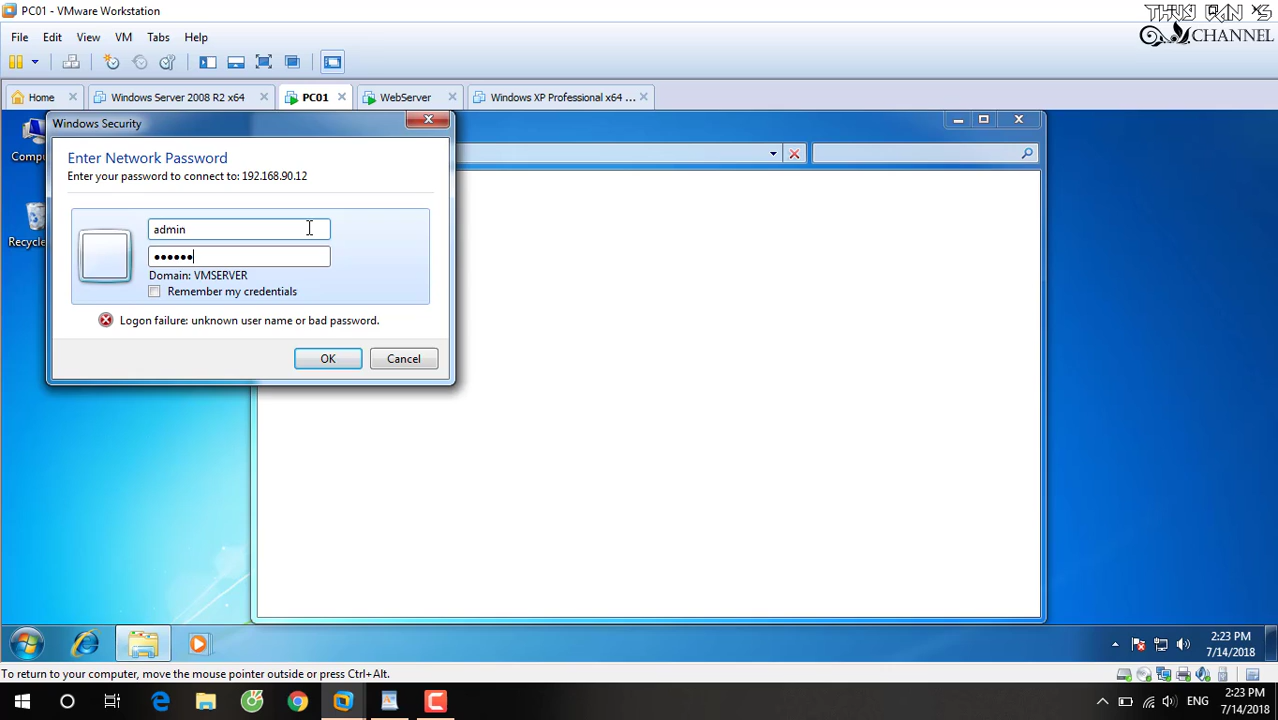 PC01 - VMware Workstation
THUY VAN'S
CHANNEL
File Edit View VM Tabs Help
Home Windows Server 2008 R2 x64 PC01 WebServer Windows XP Professional x64 ...
Windows Security
Enter Network Password
Enter your password to connect to: 192.168.90.12
admin
Domain: VMSERVER
Remember my credentials
Logon failure: unknown user name or bad password.
OK Cancel
Compu
Recycle
2:23 PM
7/14/2018
To return to your computer, move the mouse pointer outside or press Ctrl+Alt.
ENG
2:23 PM
7/14/2018